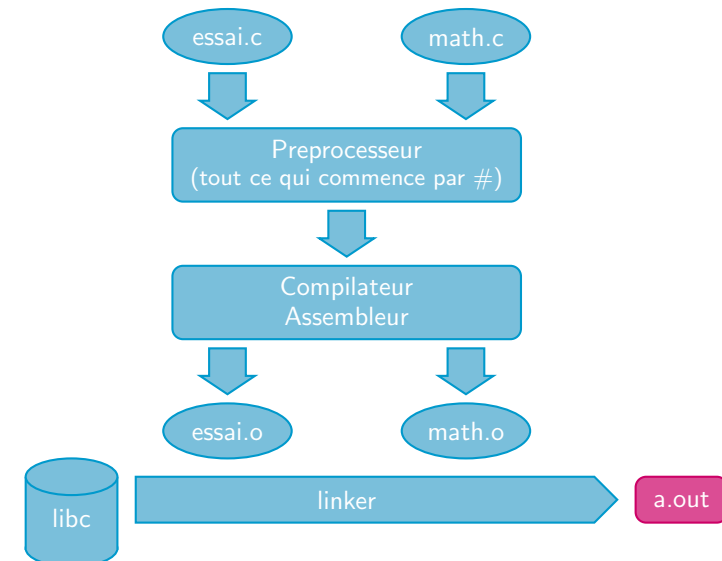 essai.c
math.c
Preprocesseur
(tout ce qui commence par #)
Compilateur
Assembleur
essai.o
math.o
libc
linker
a.out